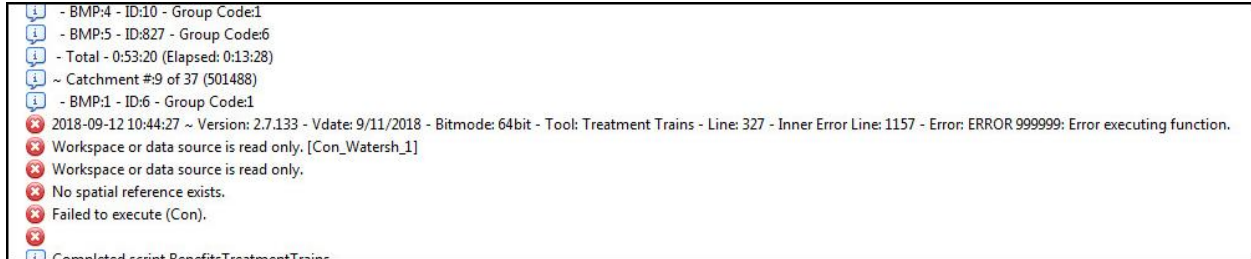 - BMP:4 - ID:10 - Group Code:1
- BMP:5 - ID:827 - Group Code:6
- Total - 0:53:20 (Elapsed: 0:13:28)
~ Catchment #:9 of 37 (501488)
- BMP:1 - ID:6 - Group Code:1
2018-09-12 10:44:27 ~ Version: 2.7.133 - Vdate: 9/11/2018 - Bitmode: 64bit - Tool: Treatment Trains - Line: 327 - Inner Error Line: 1157 - Error: ERROR 999999: Error executing function.
Workspace or data source is read only. [Con_Watersh_1]
Workspace or data source is read only.
No spatial reference exists.
Failed to execute (Con).
Completed script BenefitsTreatmentTrains